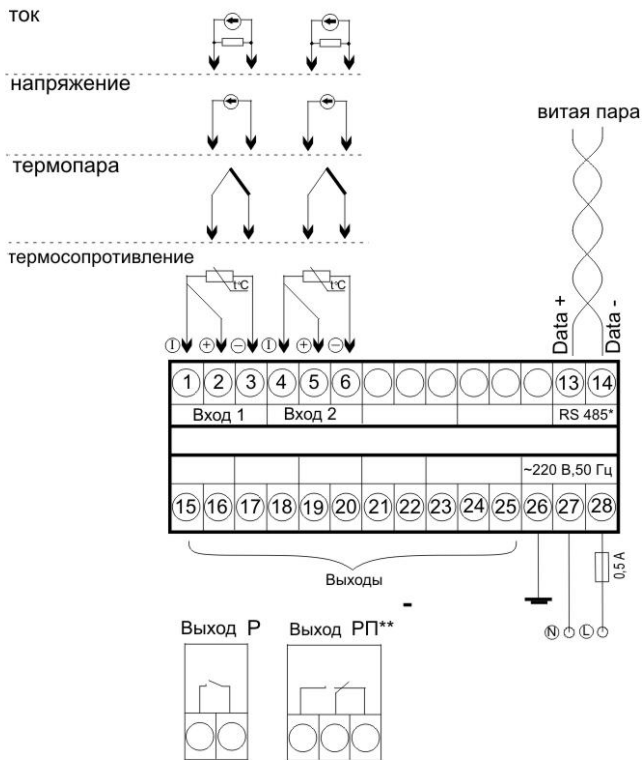 ток
напряжение
термопара
термосопротивление
t°C
t°C
I + − I + −
витая пара
Data +
Data -
1 2 3 4 5 6 13 14
Вход 1 Вход 2 RS 485*
~220 В,50 Гц
15 16 17 18 19 20 21 22 23 24 25 26 27 28
Выходы
0,5 А
N L
-
Выход Р Выход РП**